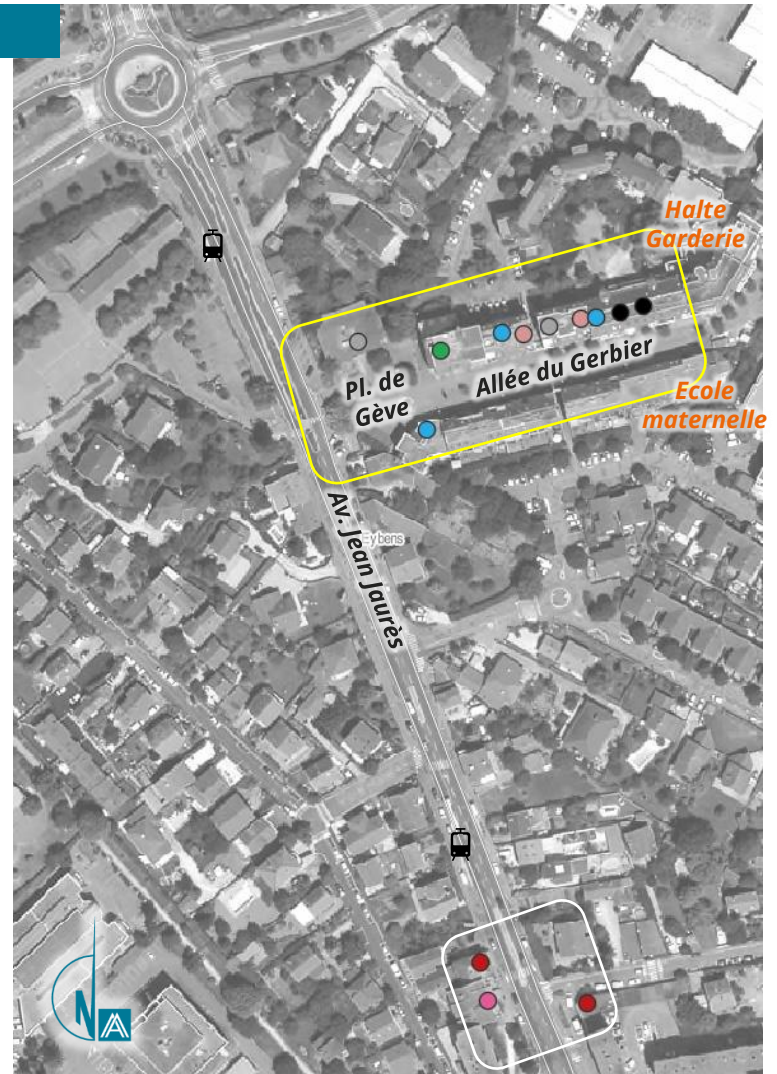 Halte
Garderie
Pl. de
Gève
Allée du Gerbier
Ecole
maternelle
Av. Jean Jaurès
Eybens
N